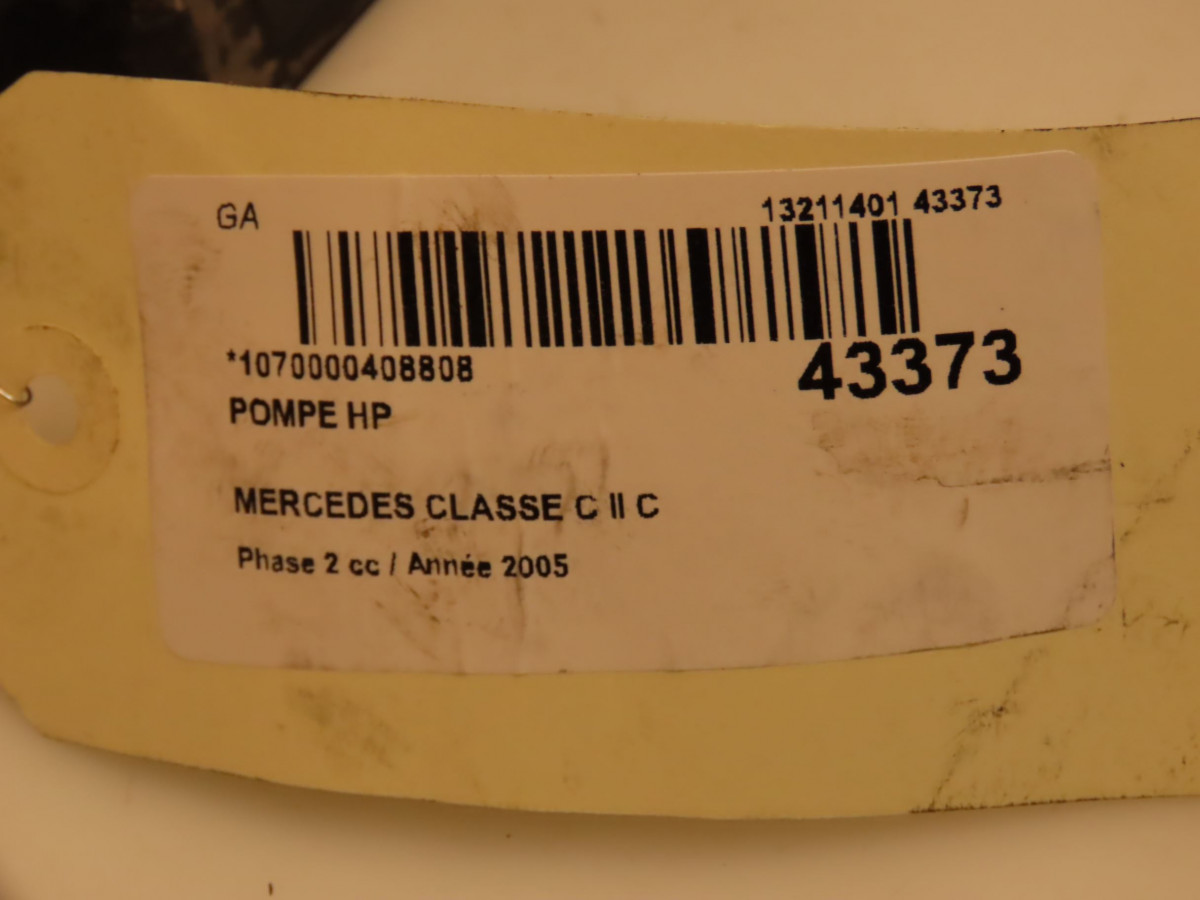 GA
13211401 43373
*1070000408808
43373
POMPE HP
MERCEDES CLASSE C II C
Phase 2 cc / Année 2005